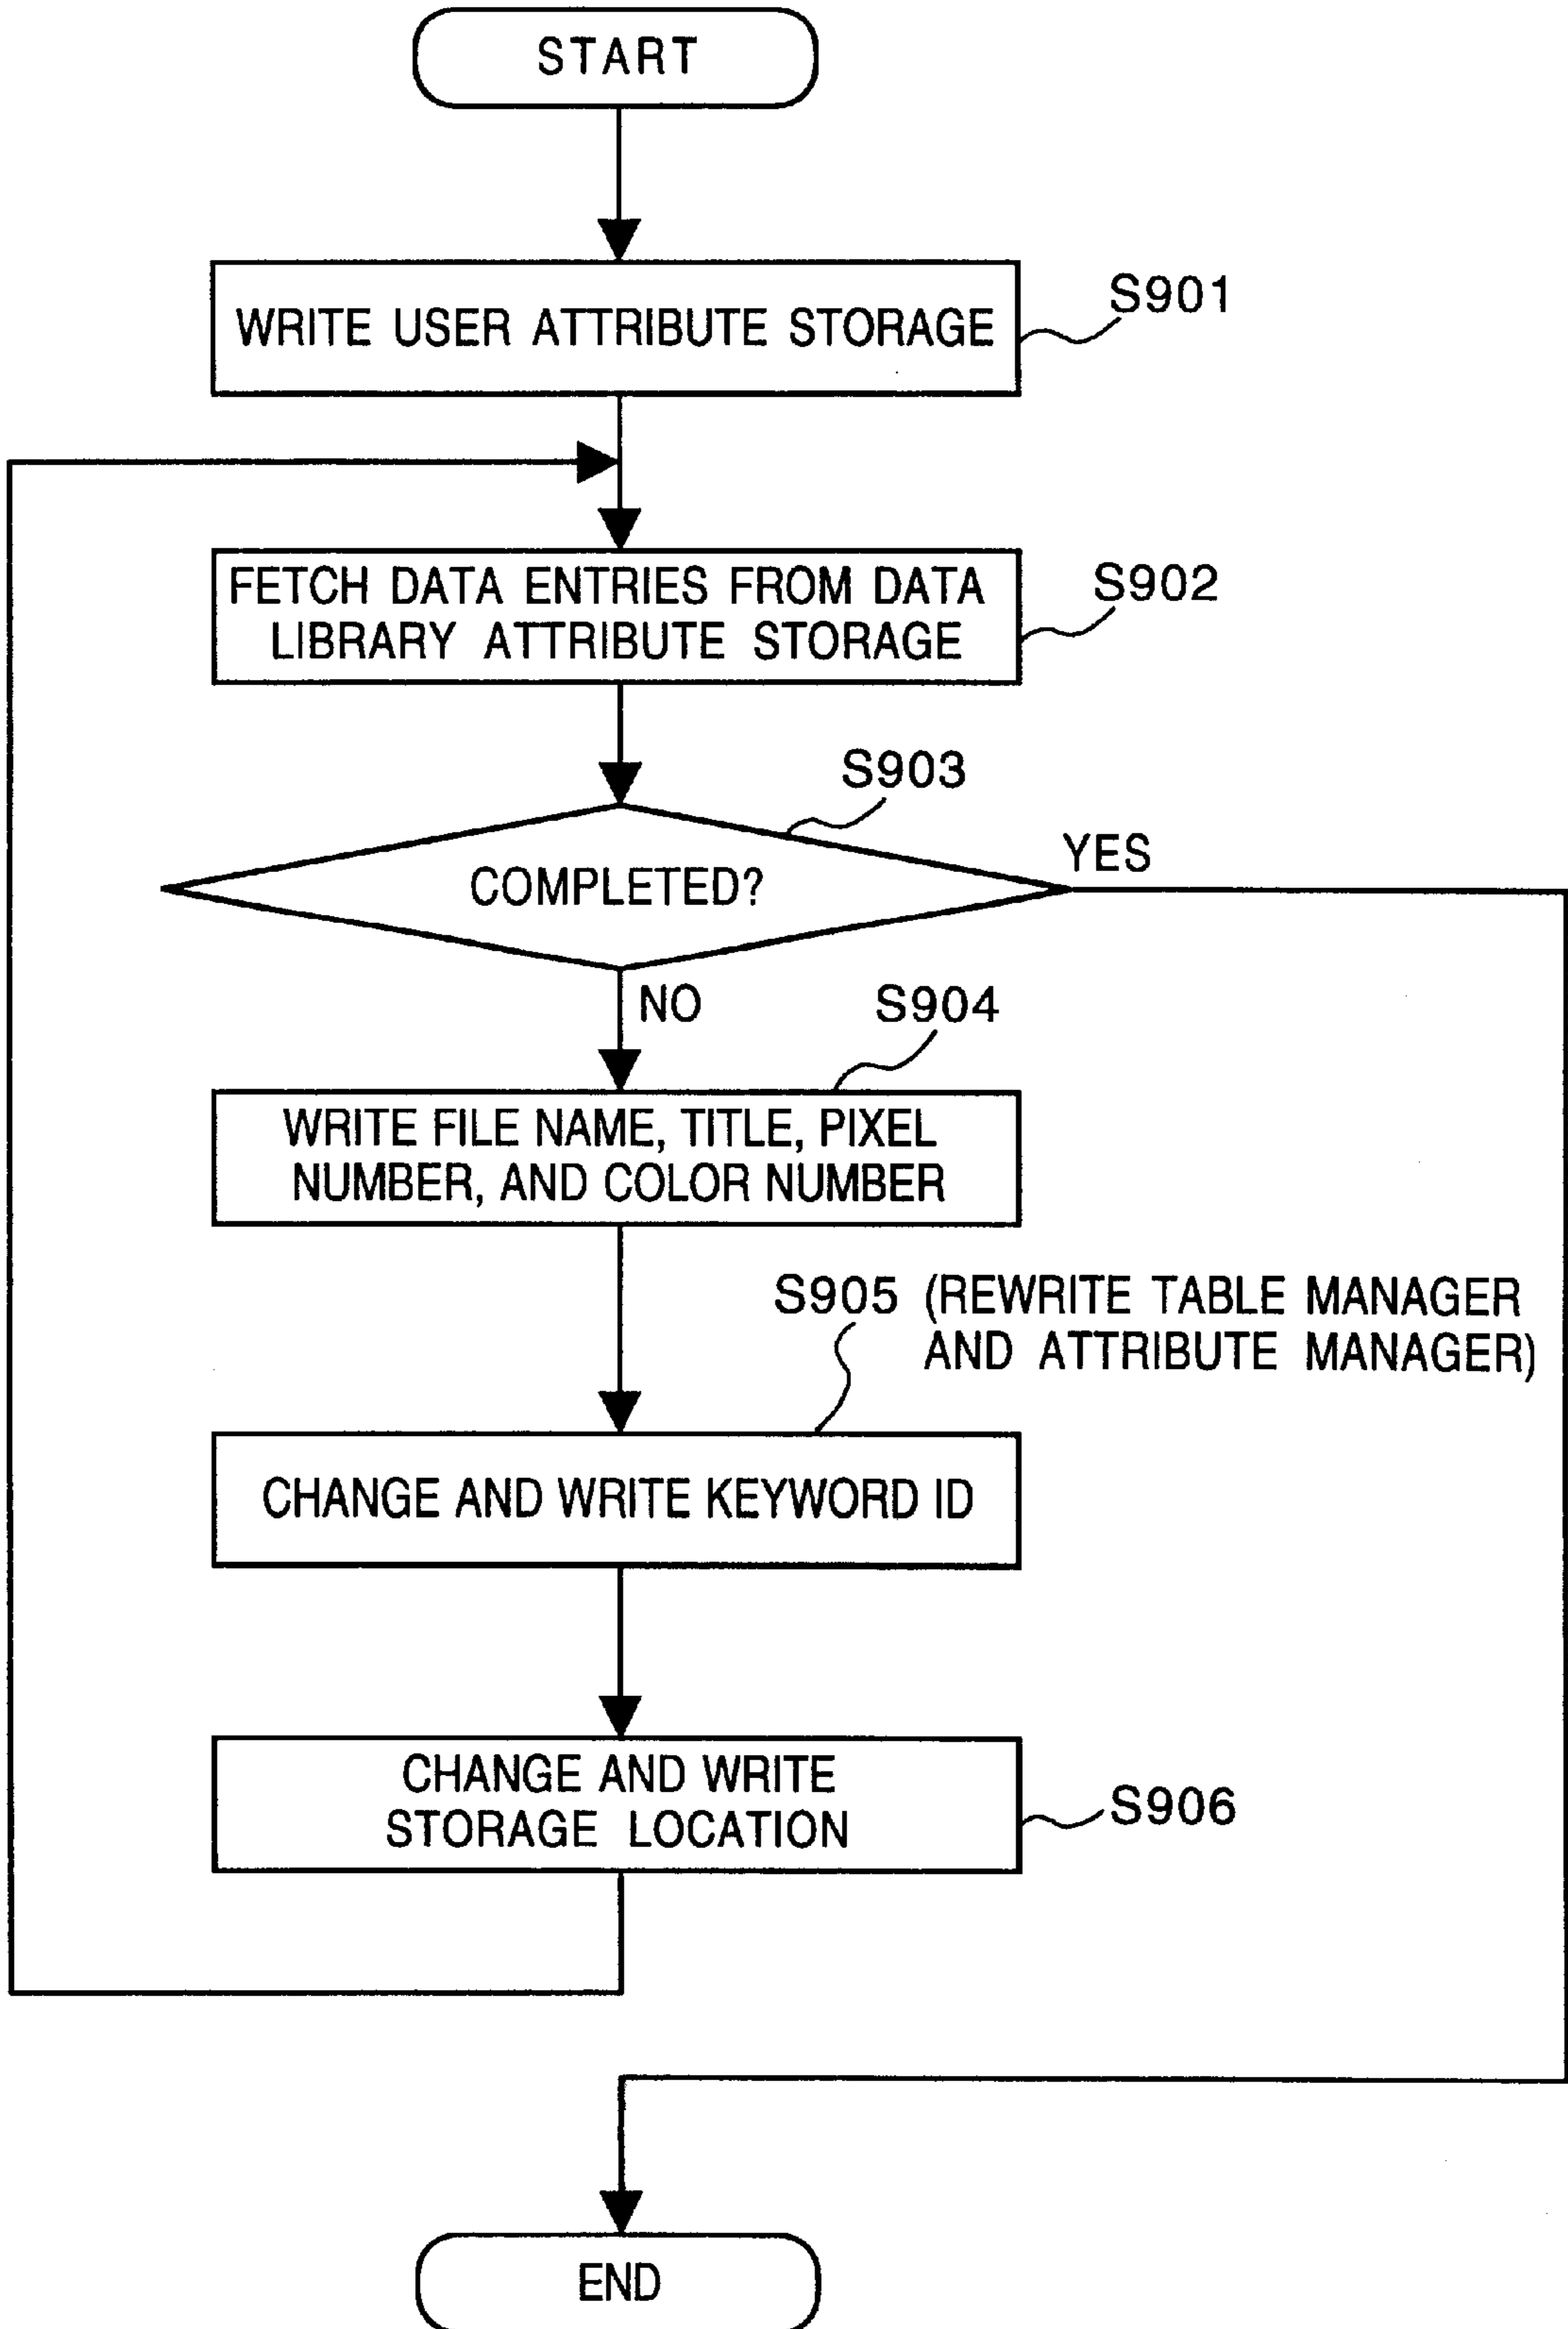 START
WRITE USER ATTRIBUTE STORAGE
S901
FETCH DATA ENTRIES FROM DATA
LIBRARY ATTRIBUTE STORAGE
S902
S903
COMPLETED?
YES
NO
S904
WRITE FILE NAME, TITLE, PIXEL
NUMBER, AND COLOR NUMBER
S905 (REWRITE TABLE MANAGER
AND ATTRIBUTE MANAGER)
CHANGE AND WRITE KEYWORD ID
CHANGE AND WRITE
STORAGE LOCATION
S906
END